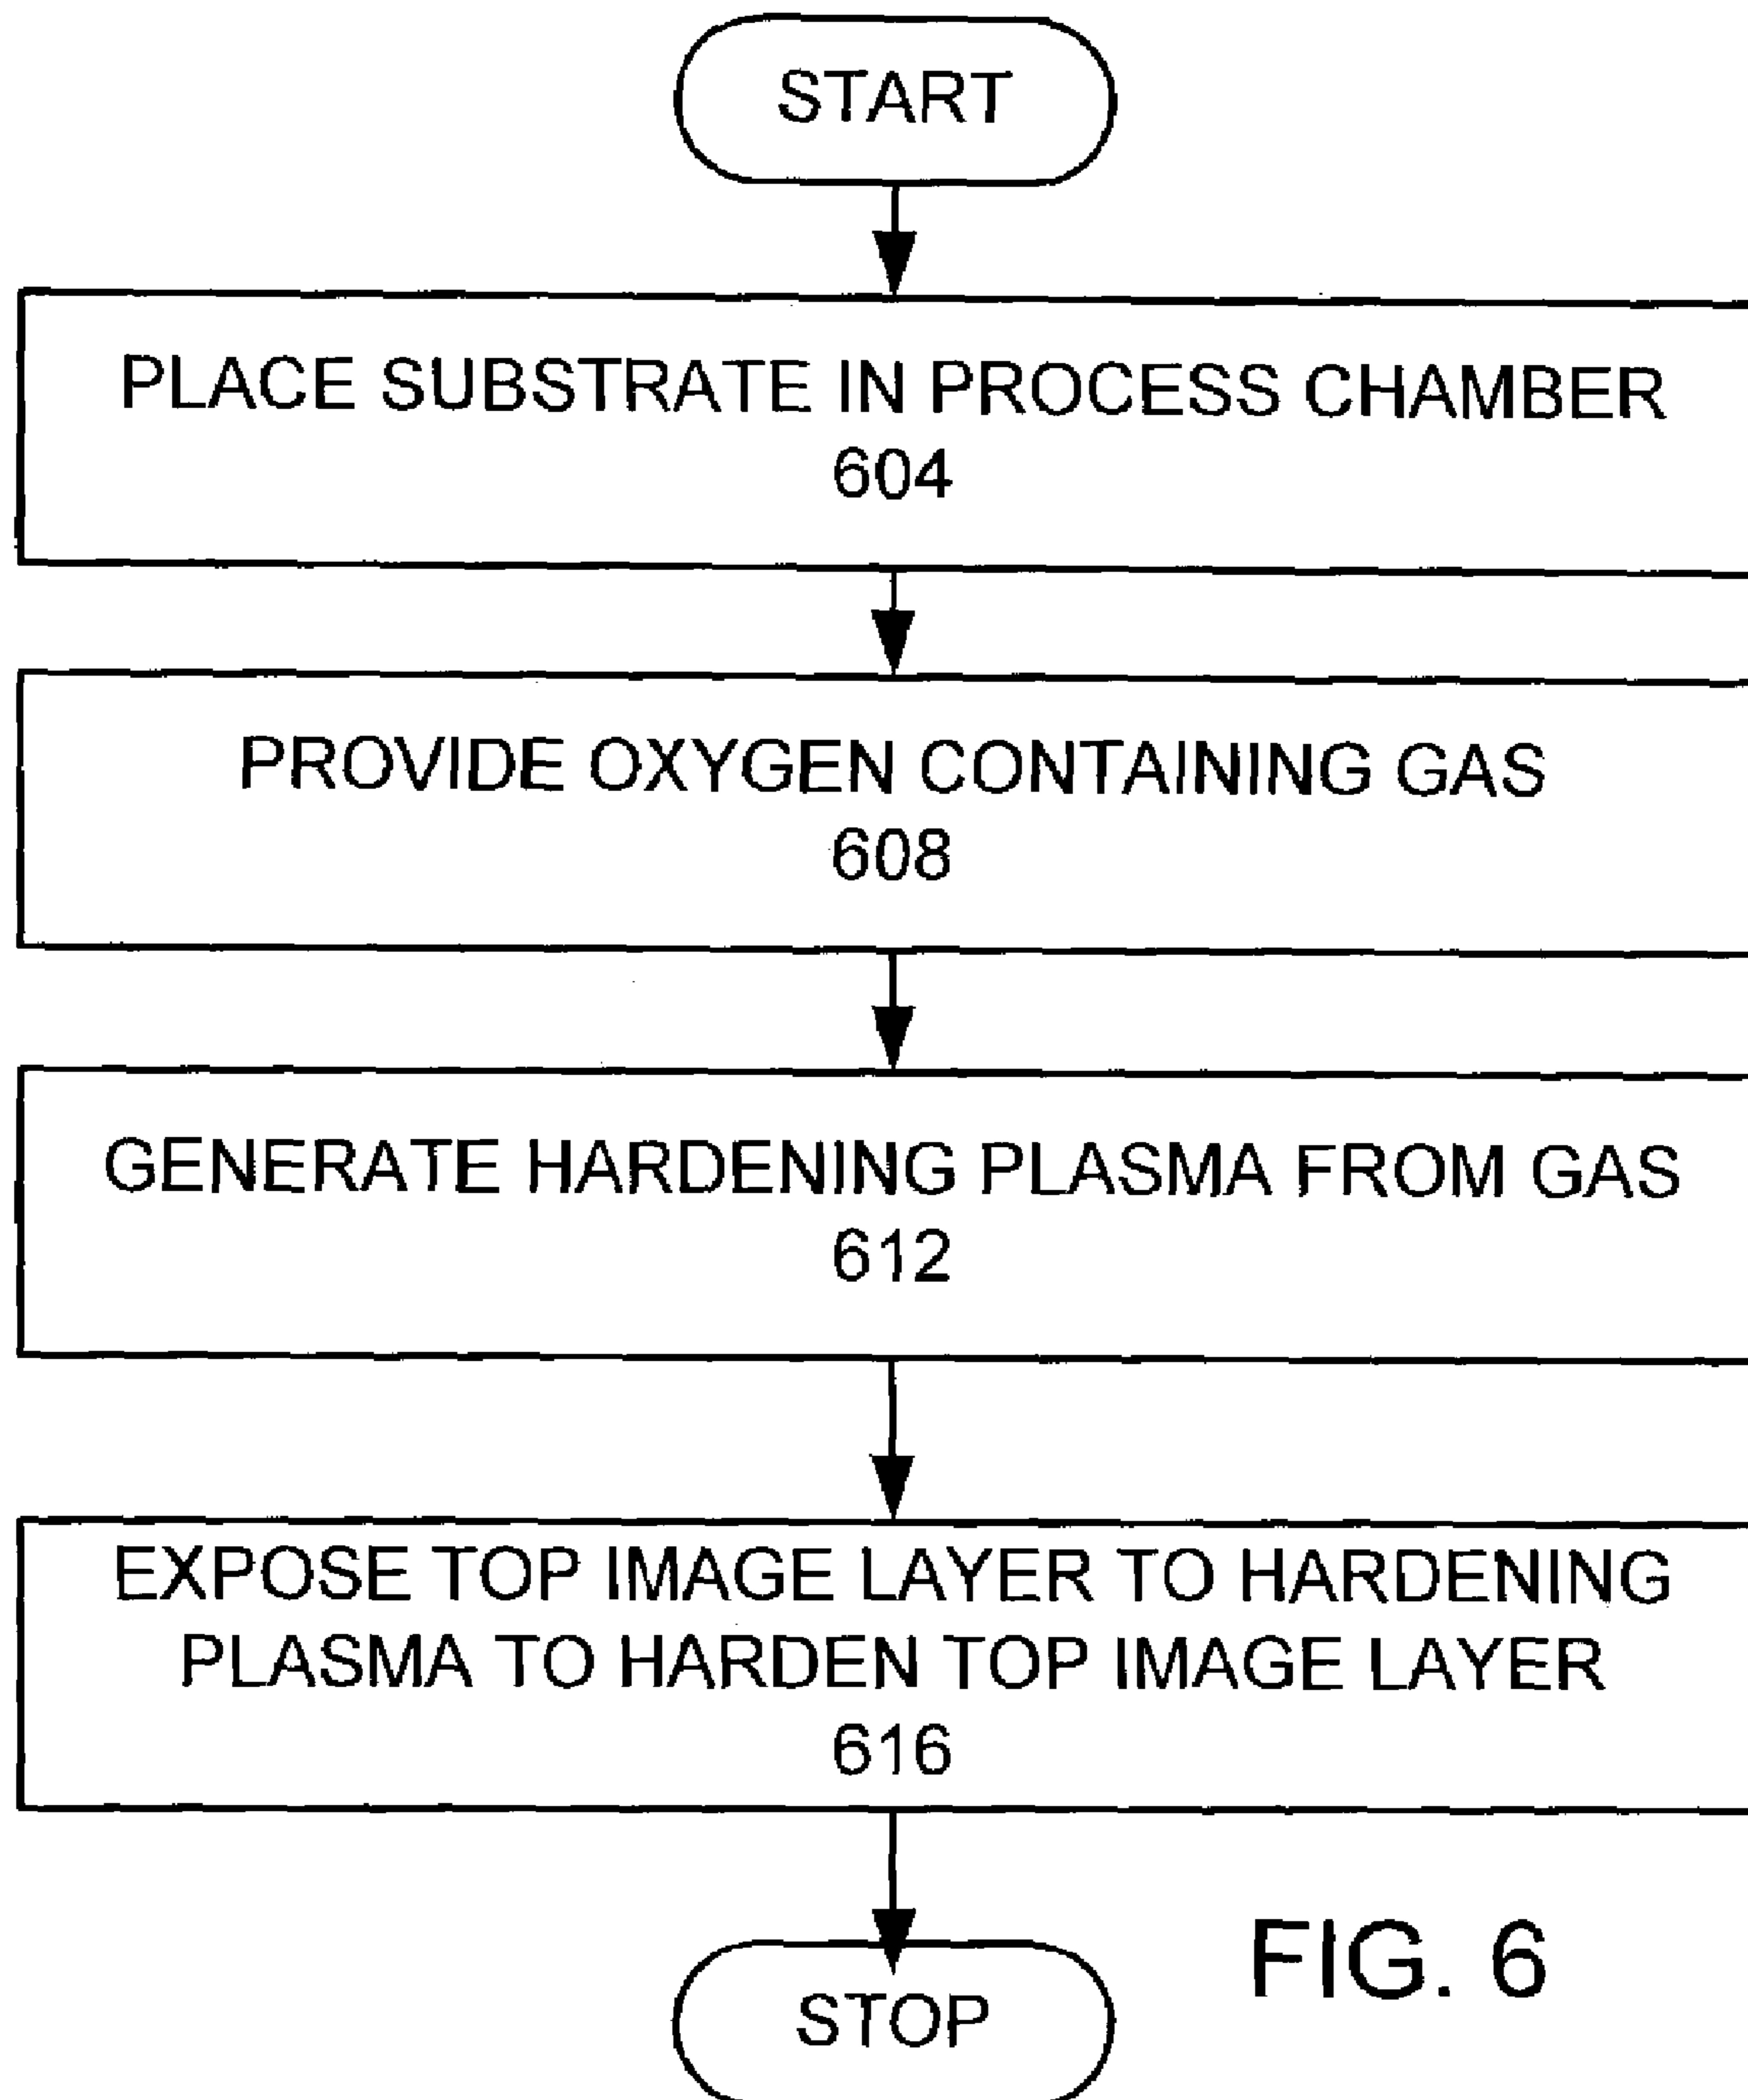 START
PLACE SUBSTRATE IN PROCESS CHAMBER
604
PROVIDE OXYGEN CONTAINING GAS
608
GENERATE HARDENING PLASMA FROM GAS
612
EXPOSE TOP IMAGE LAYER TO HARDENING
PLASMA TO HARDEN TOP IMAGE LAYER
616
STOP
FIG. 6